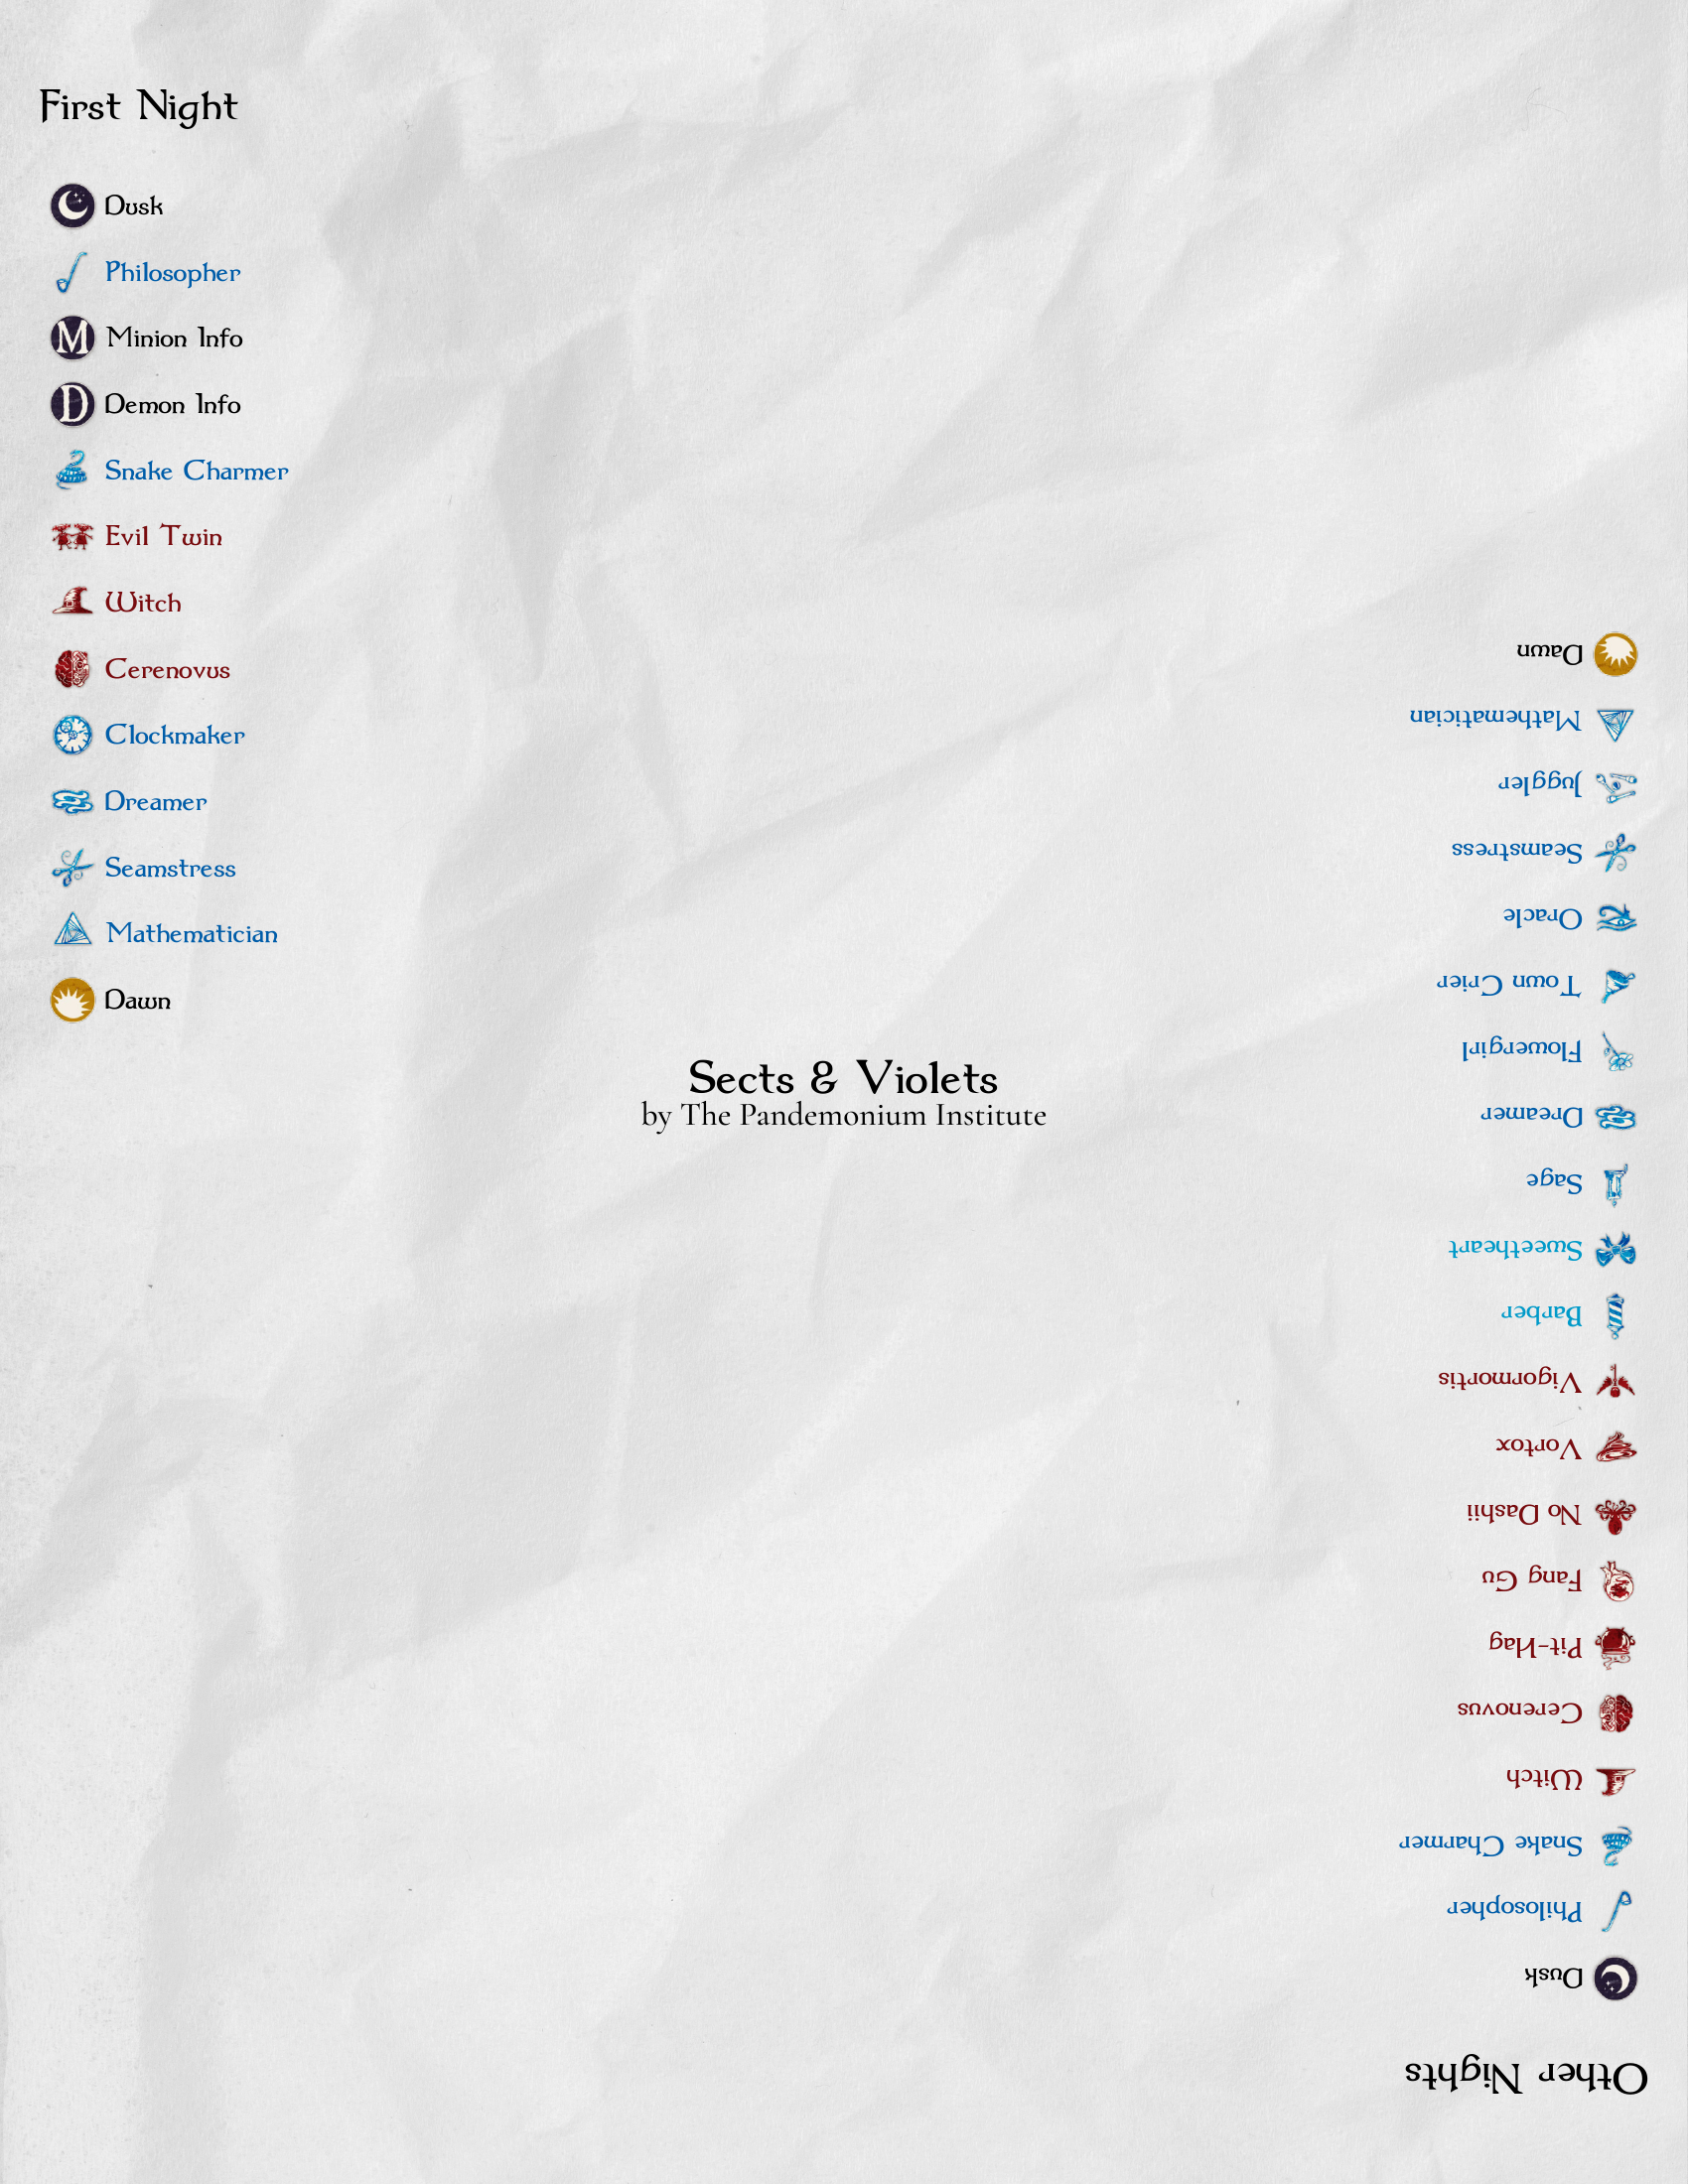 First Night
Dusk
Philosopher
M Minion Info
D Demon Info
Snake Charmer
Evil Twin
Witch
Cerenovus
Clockmaker
Dreamer
Seamstress
Mathematician
Dawn
Sects & Violets
by The Pandemonium Institute
Other Nights
Dusk
Philosopher
Snake Charmer
Witch
Cerenovus
Pit-Hag
Fang Gu
No Dashii
Vortox
Vigormortis
Barber
Sweetheart
Sage
Dreamer
Flowergirl
Town Crier
Oracle
Seamstress
Juggler
Mathematician
Dawn